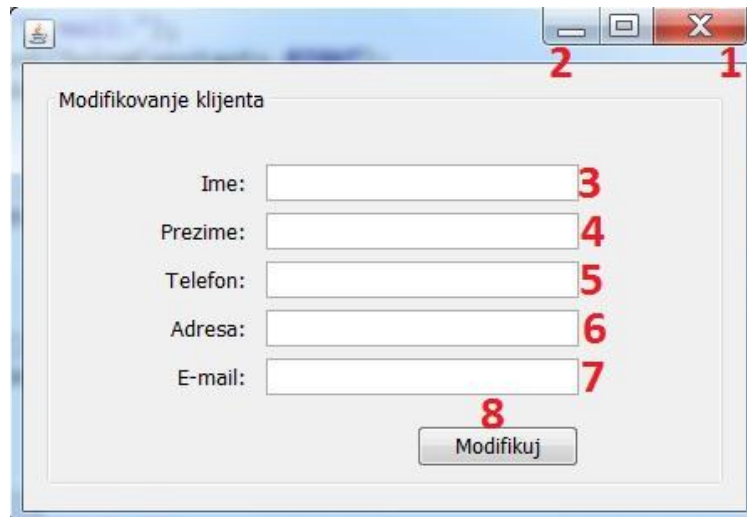 2 1
Modifikovanje klijenta
Ime: 3
Prezime: 4
Telefon: 5
Adresa: 6
E-mail: 7
8
Modifikuj